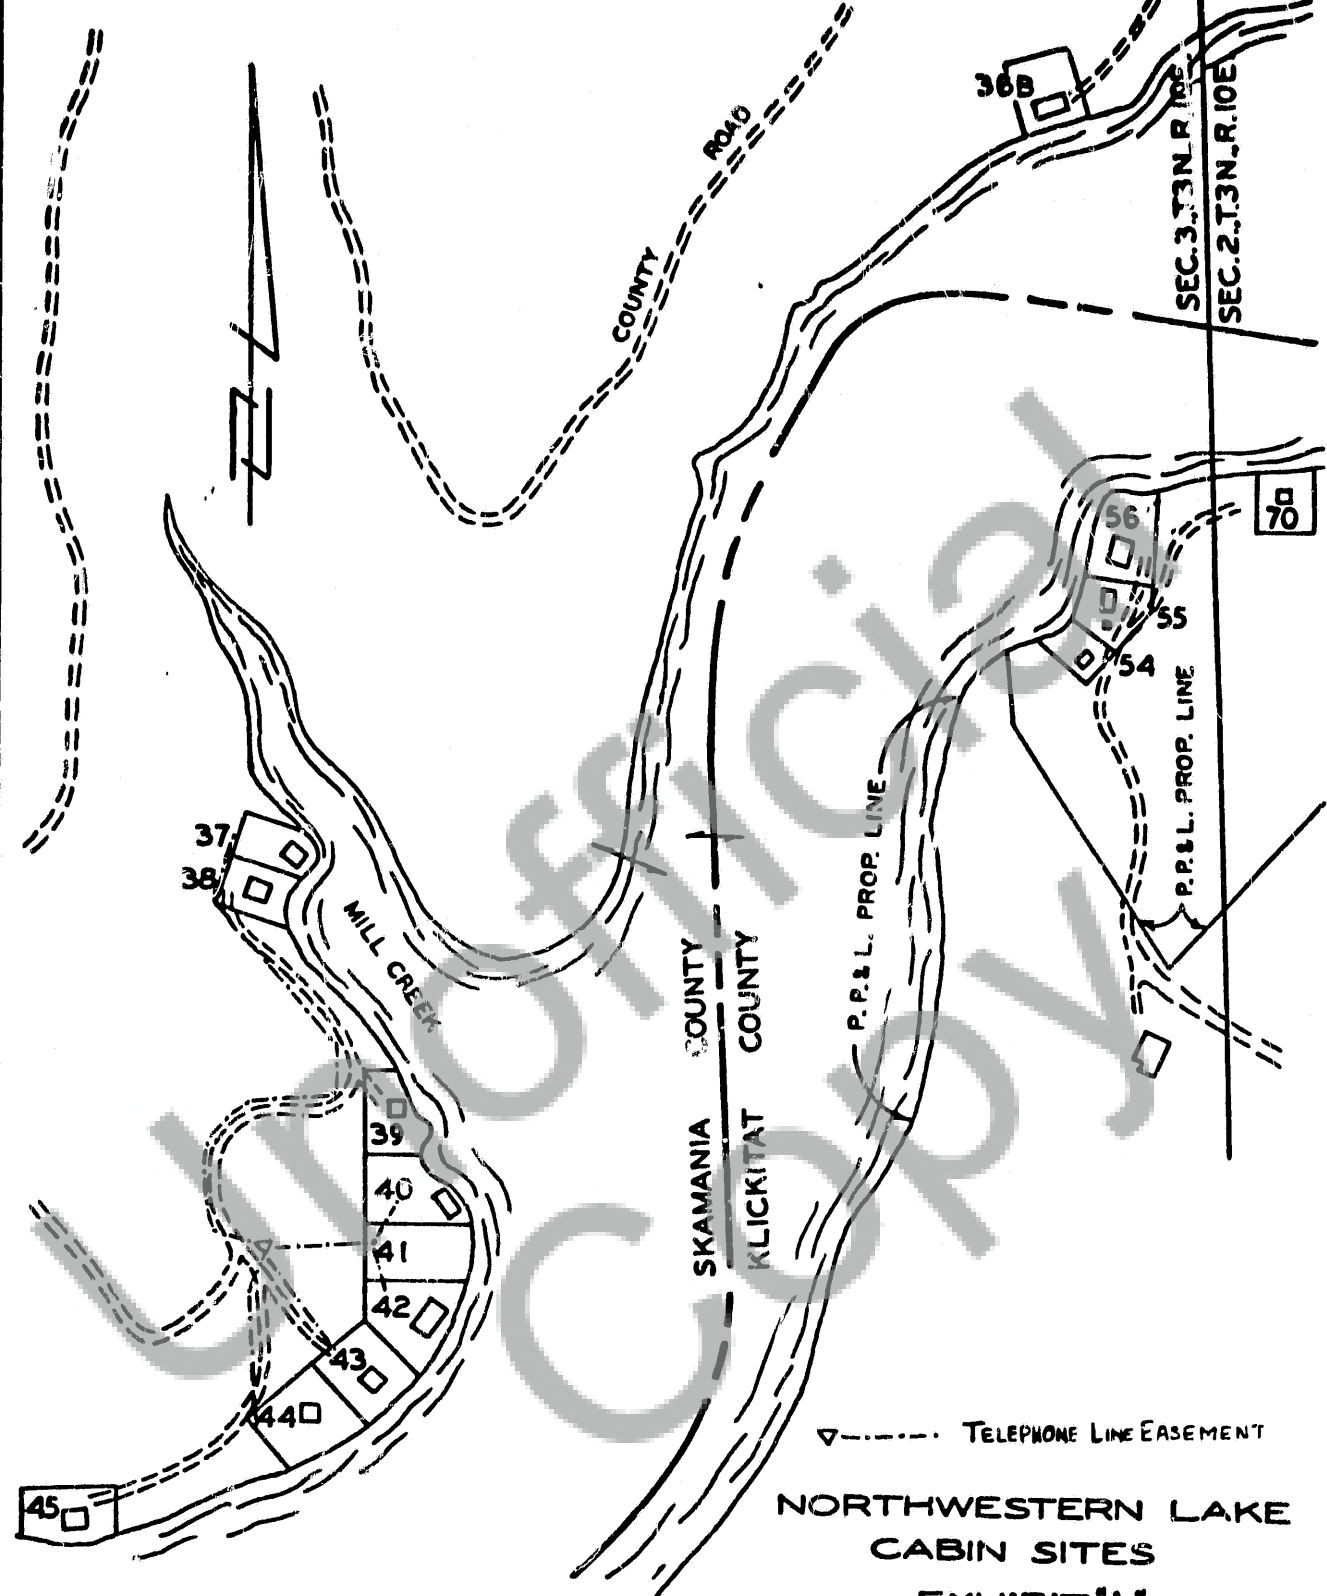 36B
ROAD
COUNTY
SEC. 3., T3N., R.10E
SEC. 2., T.3N., R.10E
56
70
55
54
P.P.&L. PROP. LINE
P.P.&L. PROP. LINE
37
38
MILL CREEK
COUNTY
COUNTY
SKAMANIA
KLICKITAT
39
40
41
42
43
44
45
Unofficial
Copy
TELEPHONE LINE EASEMENT
NORTHWESTERN LAKE
CABIN SITES